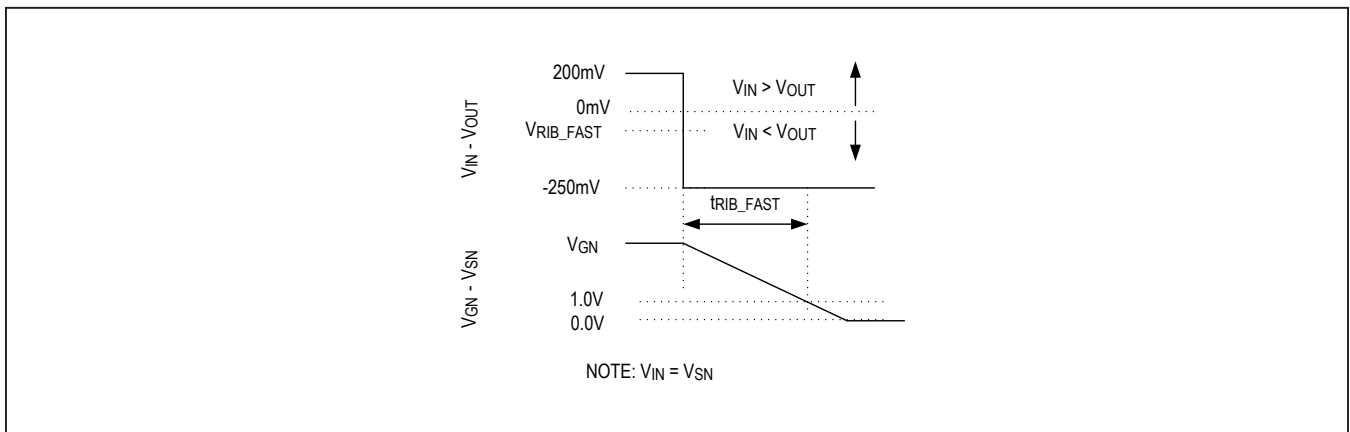 200mV
VIN > VOUT
0mV
VRIB_FAST
VIN < VOUT
VIN - VOUT
-250mV
tRIB_FAST
VGN
VGN - VSN
1.0V
0.0V
NOTE: VIN = VSN